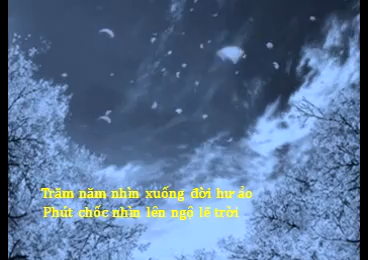 Trăm năm nhìn xuống đời hư ảo
Phút chốc nhìn lên ngộ lẽ trời